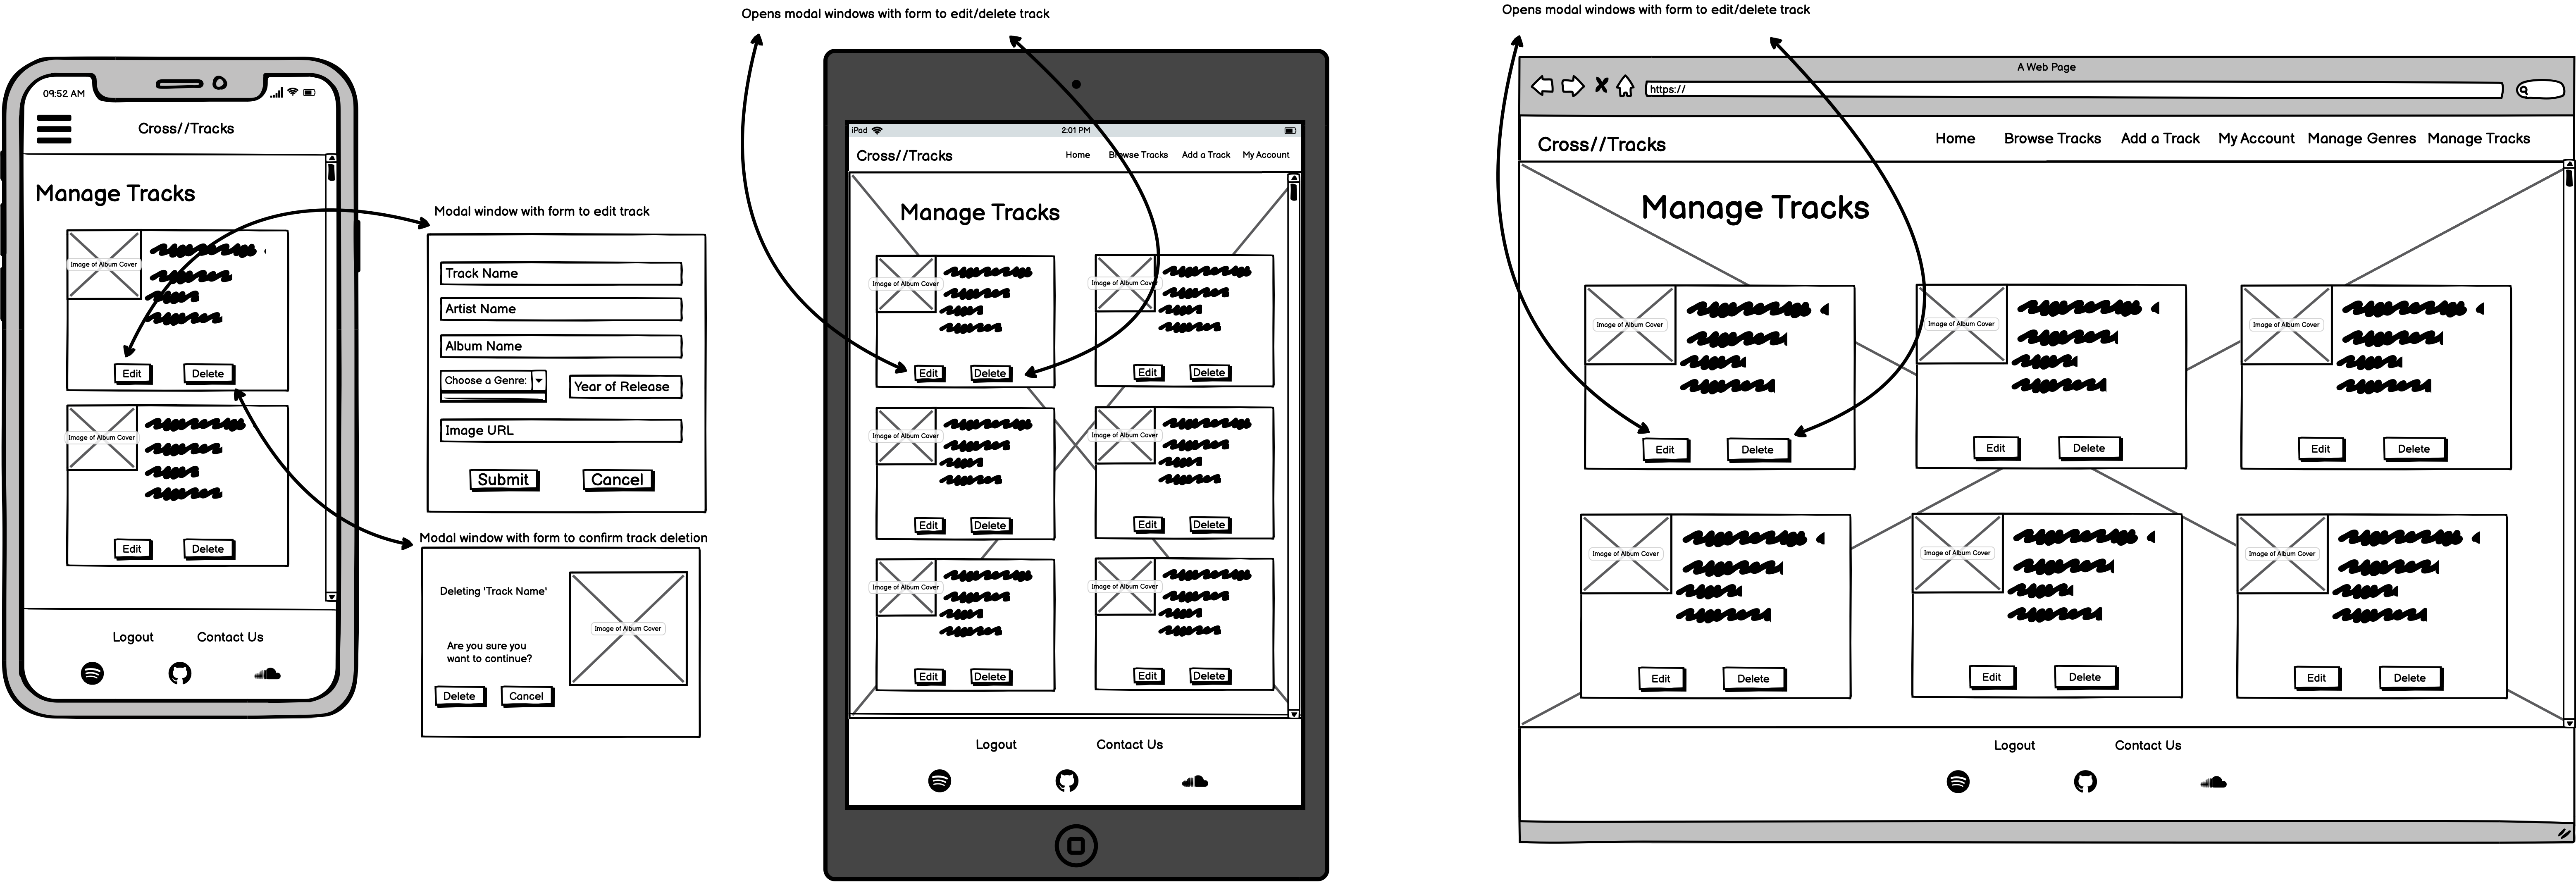 09:52 AM
Cross//Tracks
Manage Tracks
Image of Album Cover
Edit
Delete
Image of Album Cover
Edit
Delete
Logout
Contact Us
Modal window with form to edit track
Track Name
Artist Name
Album Name
Choose a Genre:
Year of Release
Image URL
Submit
Cancel
Modal window with form to confirm track deletion
Deleting 'Track Name'
Image of Album Cover
Are you sure you
want to continue?
Delete
Cancel
Opens modal windows with form to edit/delete track
iPad
2:01 PM
Cross//Tracks
Home
Browse Tracks
Add a Track
My Account
Manage Tracks
Image of Album Cover
Edit
Delete
Image of Album Cover
Edit
Delete
Image of Album Cover
Edit
Delete
Image of Album Cover
Edit
Delete
Image of Album Cover
Edit
Delete
Image of Album Cover
Edit
Delete
Logout
Contact Us
Opens modal windows with form to edit/delete track
A Web Page
https://
Cross//Tracks
Home
Browse Tracks
Add a Track
My Account
Manage Genres
Manage Tracks
Manage Tracks
Image of Album Cover
Edit
Delete
Image of Album Cover
Edit
Delete
Image of Album Cover
Edit
Delete
Image of Album Cover
Edit
Delete
Image of Album Cover
Edit
Delete
Image of Album Cover
Edit
Delete
Logout
Contact Us